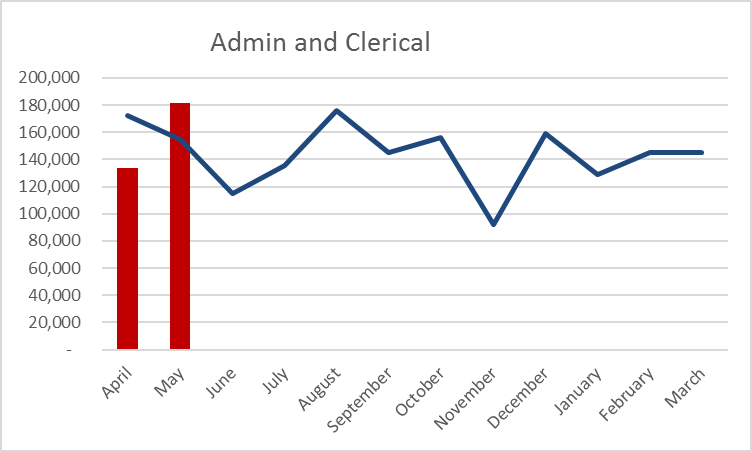 Admin and Clerical
200,000
180,000
160,000
140,000
120,000
100,000
80,000
60,000
40,000
20,000
-
April
May
June
July
August
September
October
November
December
January
February
March